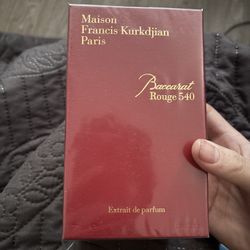 Maison
Francis Kurkdjian
Paris
Baccarat
Rouge 540
Extrait de parfum